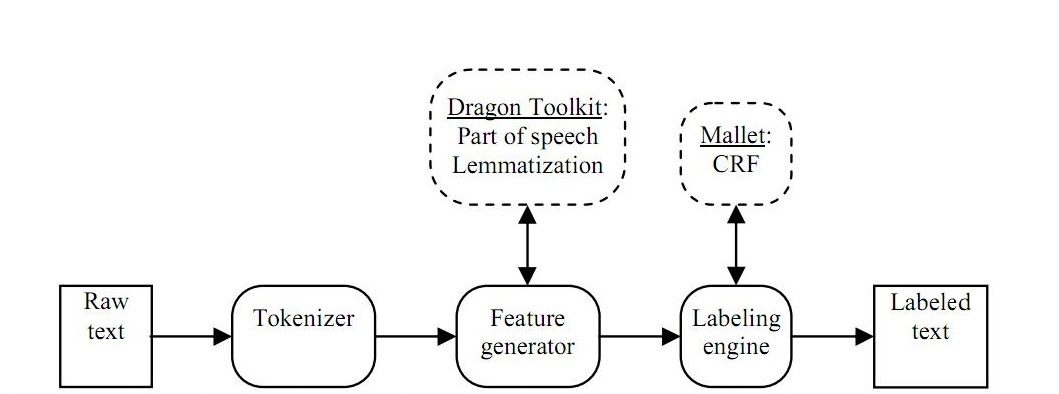 Dragon Toolkit:
Part of speech
Lemmatization
Mallet:
CRF
Raw
text
Tokenizer
Feature
generator
Labeling
engine
Labeled
text